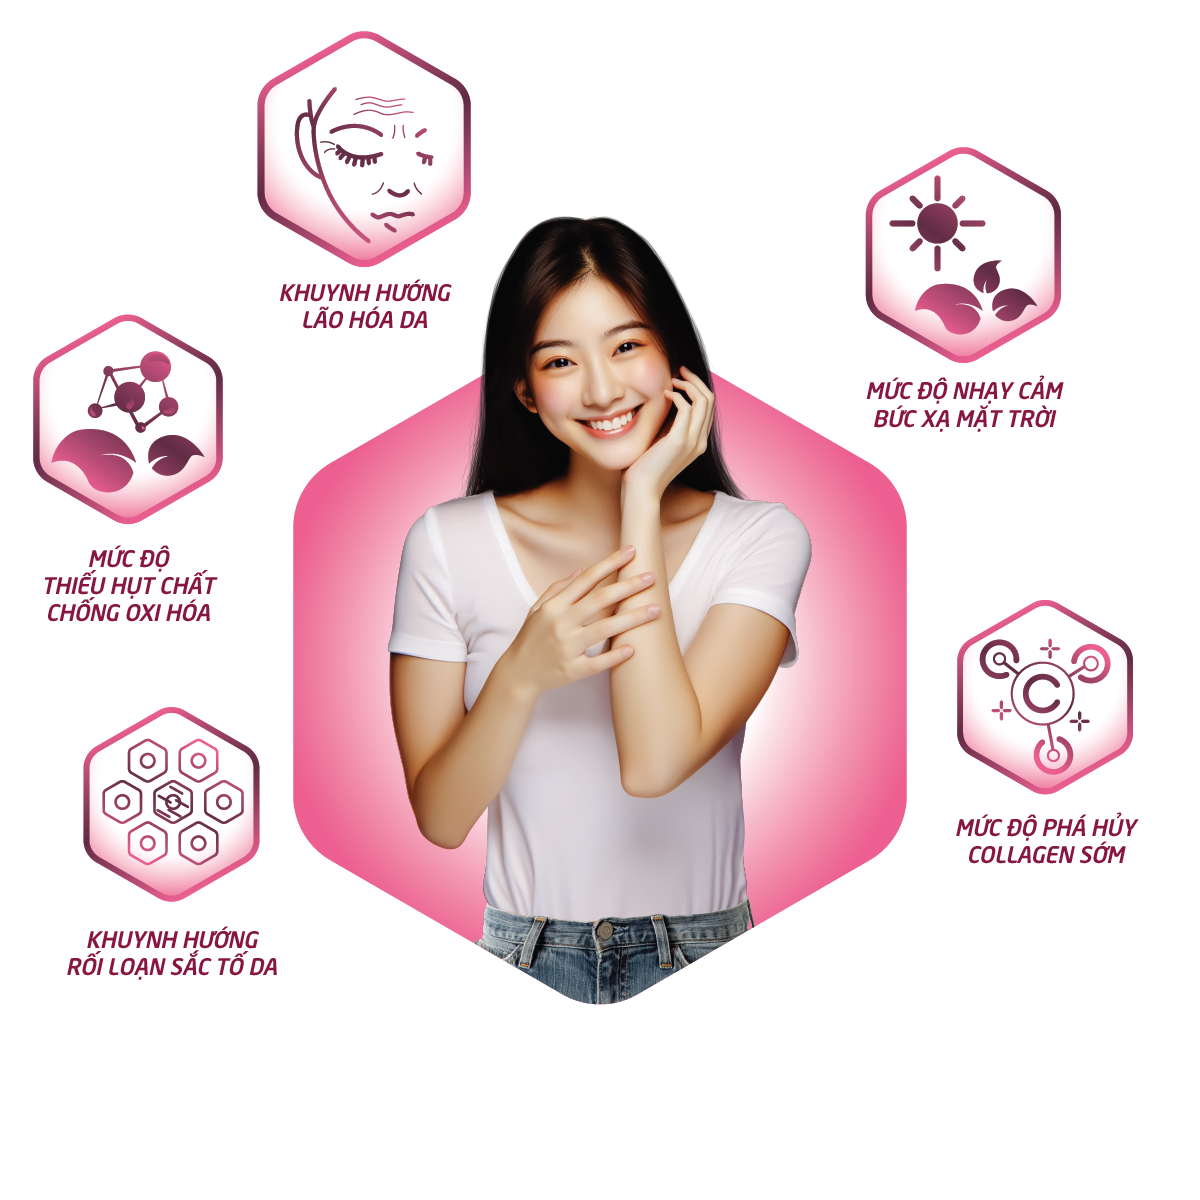 KHUYNH HƯỚNG
LÃO HÓA DA
MỨC ĐỘ NHẠY CẢM
BỨC XẠ MẶT TRỜI
MỨC ĐỘ
THIẾU HỤT CHẤT
CHỐNG OXI HÓA
MỨC ĐỘ PHÁ HỦY
COLLAGEN SỚM
KHUYNH HƯỚNG
RỐI LOẠN SẮC TỐ DA
C